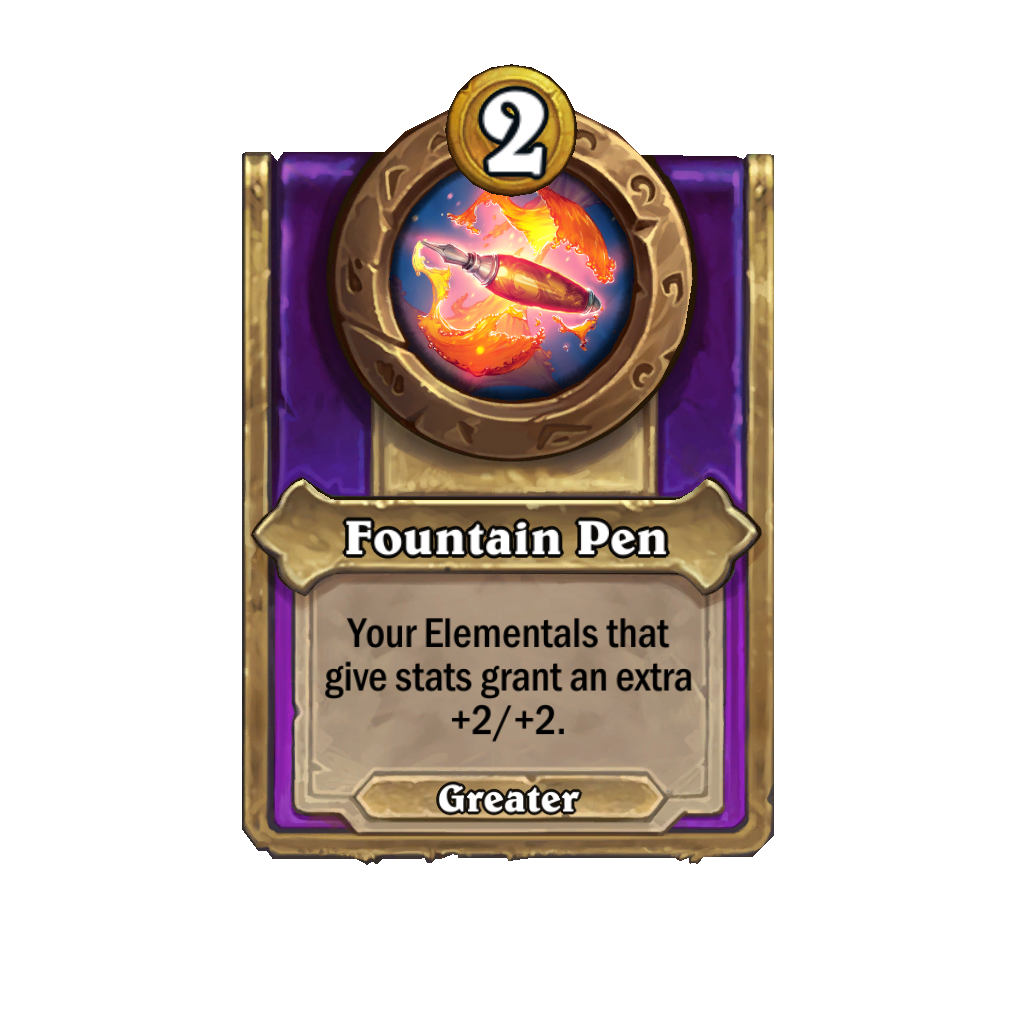 2
Fountain Pen
Your Elementals that
give stats grant an extra
+2/+2.
Greater